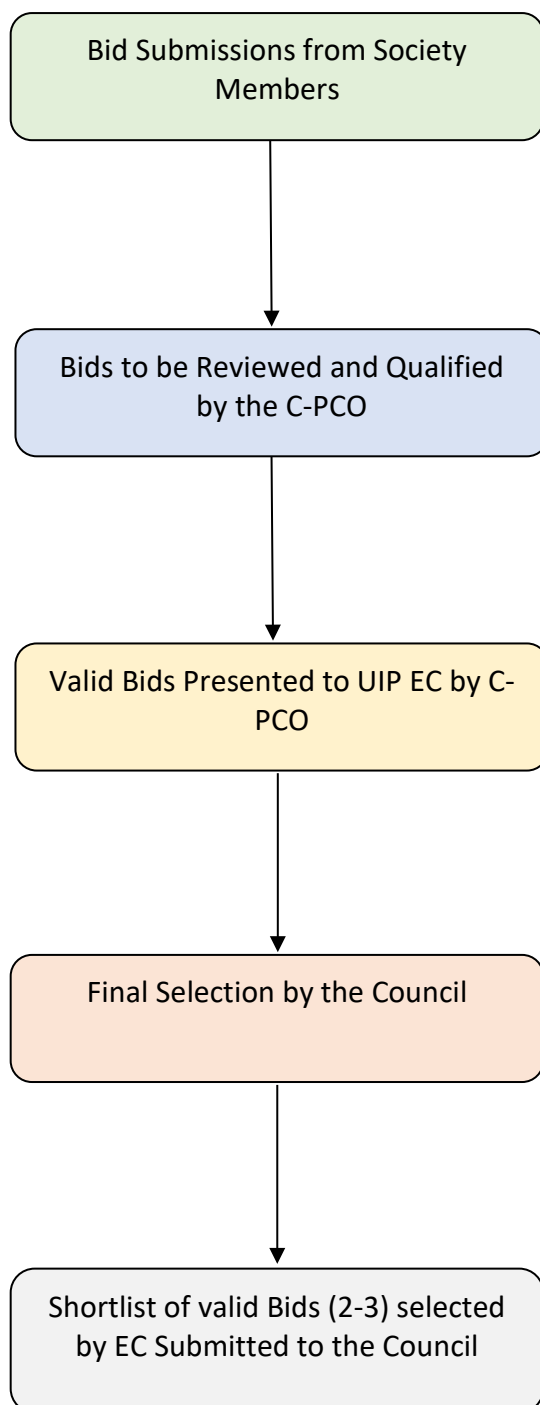 Bid Submissions from Society
Members
Bids to be Reviewed and Qualified
by the C-PCO
Valid Bids Presented to UIP EC by C-
PCO
Final Selection by the Council
Shortlist of valid Bids (2-3) selected
by EC Submitted to the Council